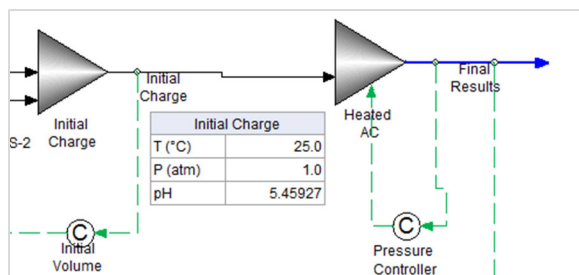 Initial
Charge
Final
Results
S-2
Initial
Charge
Heated
AC
Initial Charge
T (°C) 25.0
P (atm) 1.0
pH 5.45927
C
Initial
Volume
C
Pressure
Controller